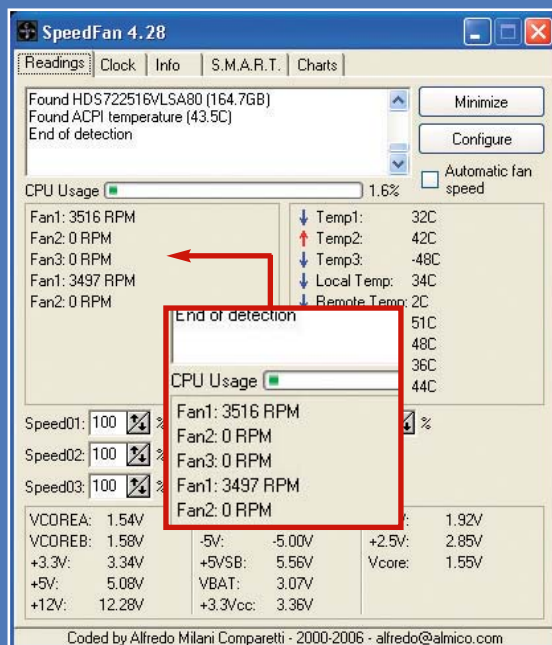 SpeedFan 4.28
Readings Clock Info S.M.A.R.T. Charts
Found HDS722516VLSA80 (164.7GB)
Found ACPI temperature (43.5C)
End of detection
Minimize
Configure
Automatic fan speed
CPU Usage 1.6%
Fan1: 3516 RPM
Fan2: 0 RPM
Fan3: 0 RPM
Fan1: 3497 RPM
Fan2: 0 RPM
Temp1: 32C
Temp2: 42C
Temp3: -48C
Local Temp: 34C
Remote Temp: 2C
51C
48C
36C
44C
End of detection
CPU Usage
Fan1: 3516 RPM
Fan2: 0 RPM
Fan3: 0 RPM
Fan1: 3497 RPM
Fan2: 0 RPM
Speed01: 100 %
%
Speed02: 100 %
Speed03: 100 %
VCOREA: 1.54V
VCOREB: 1.58V
+3.3V: 3.34V
+5V: 5.08V
+12V: 12.28V
-5V: -5.00V
+5VSB: 5.56V
VBAT: 3.07V
+3.3Vcc: 3.36V
1.92V
+2.5V: 2.85V
Vcore: 1.55V
Coded by Alfredo Milani Comparetti - 2000-2006 - alfredo@almico.com